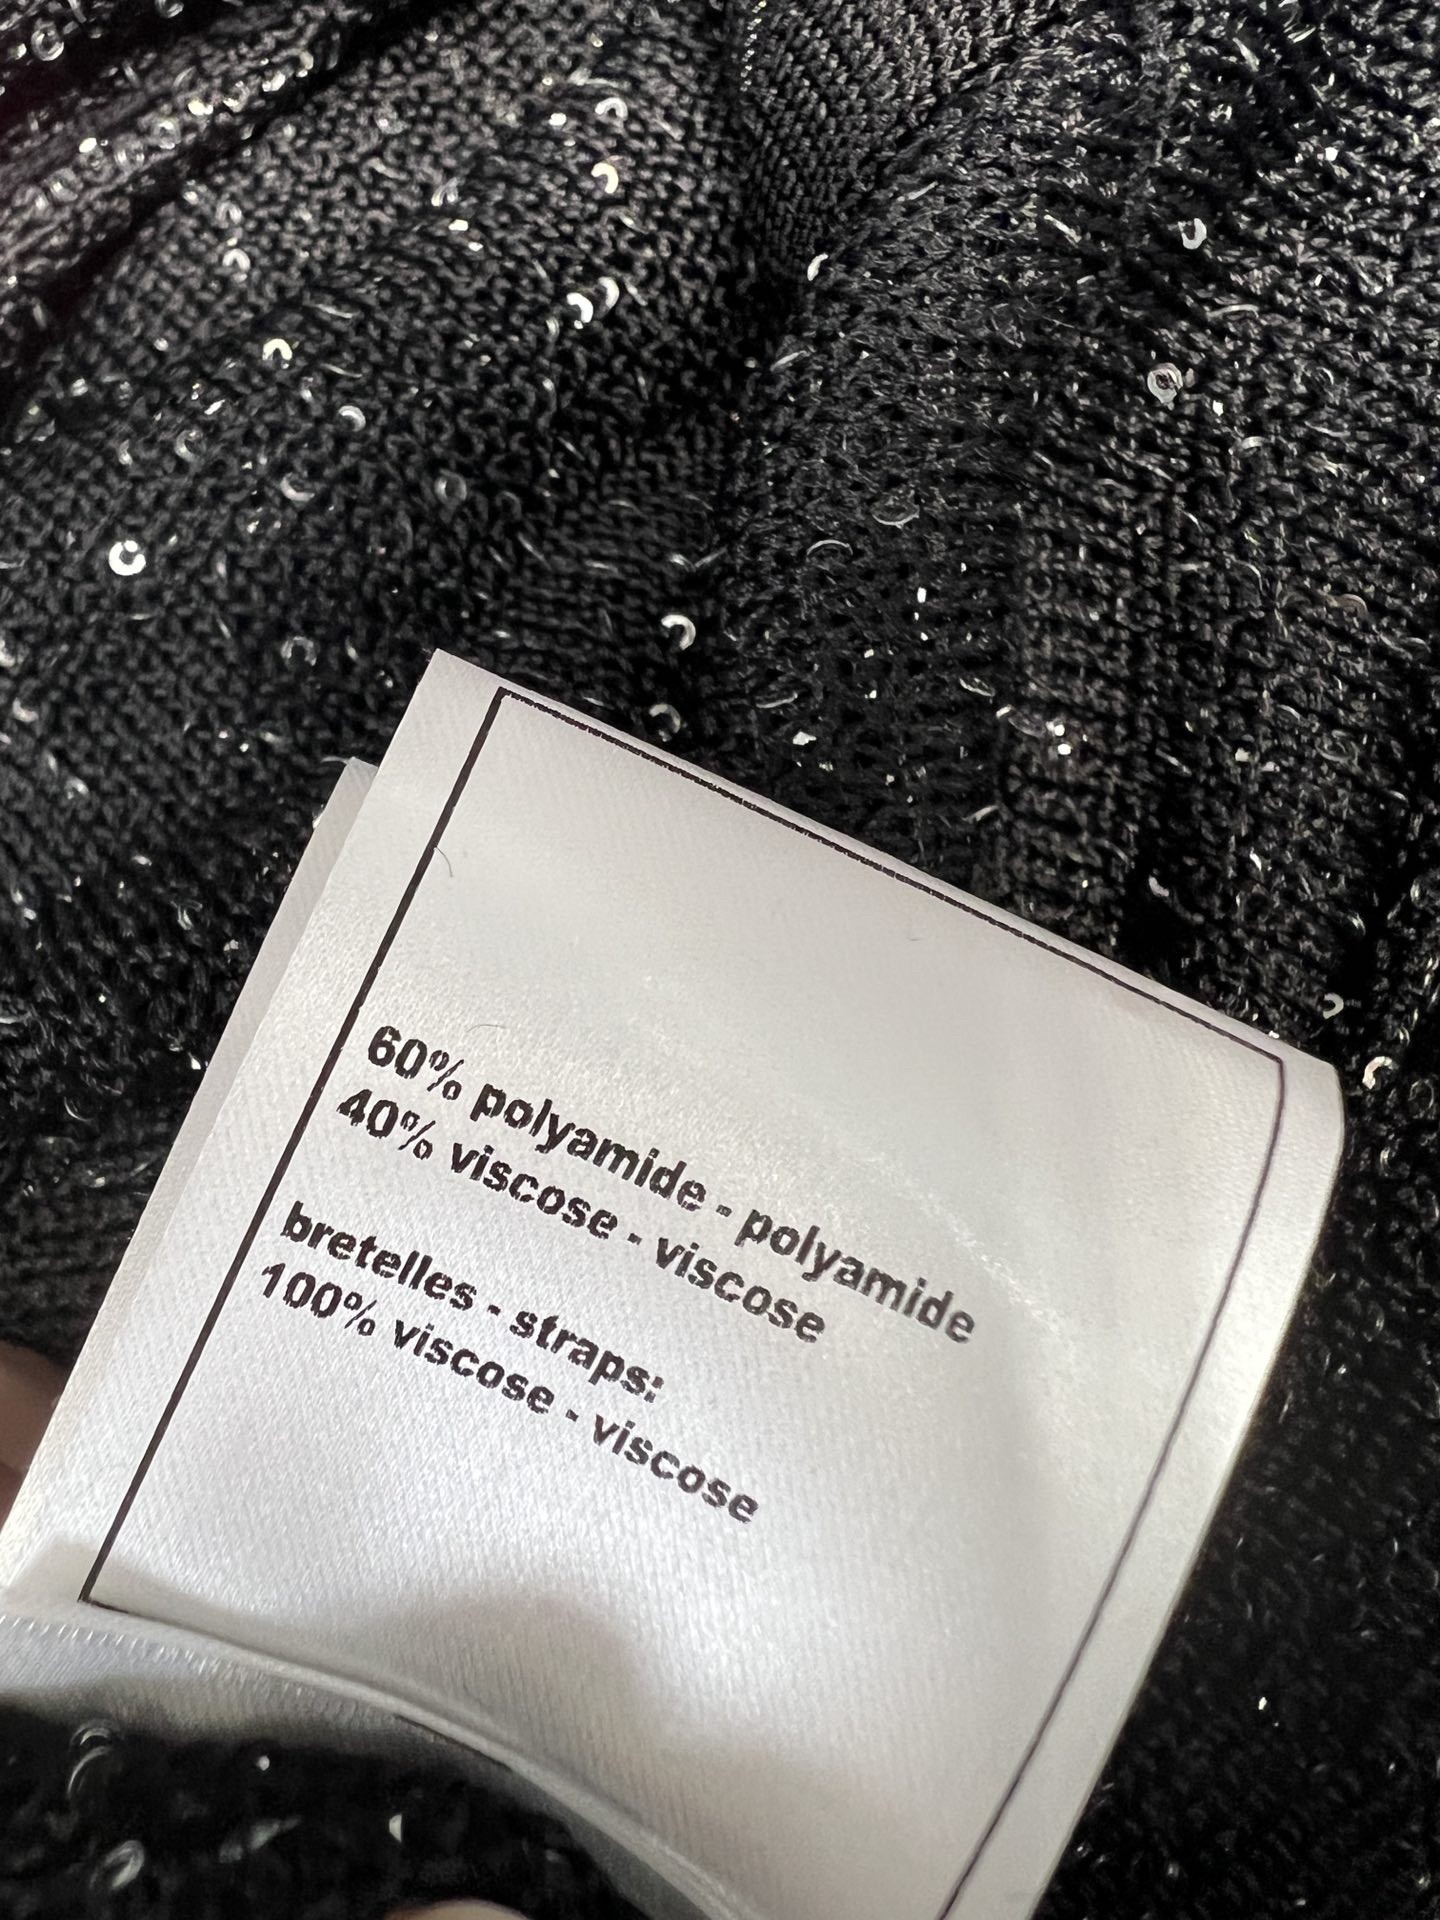 60% polyamide - polyamide
40% viscose - viscose
bretelles - straps:
100% viscose - viscose